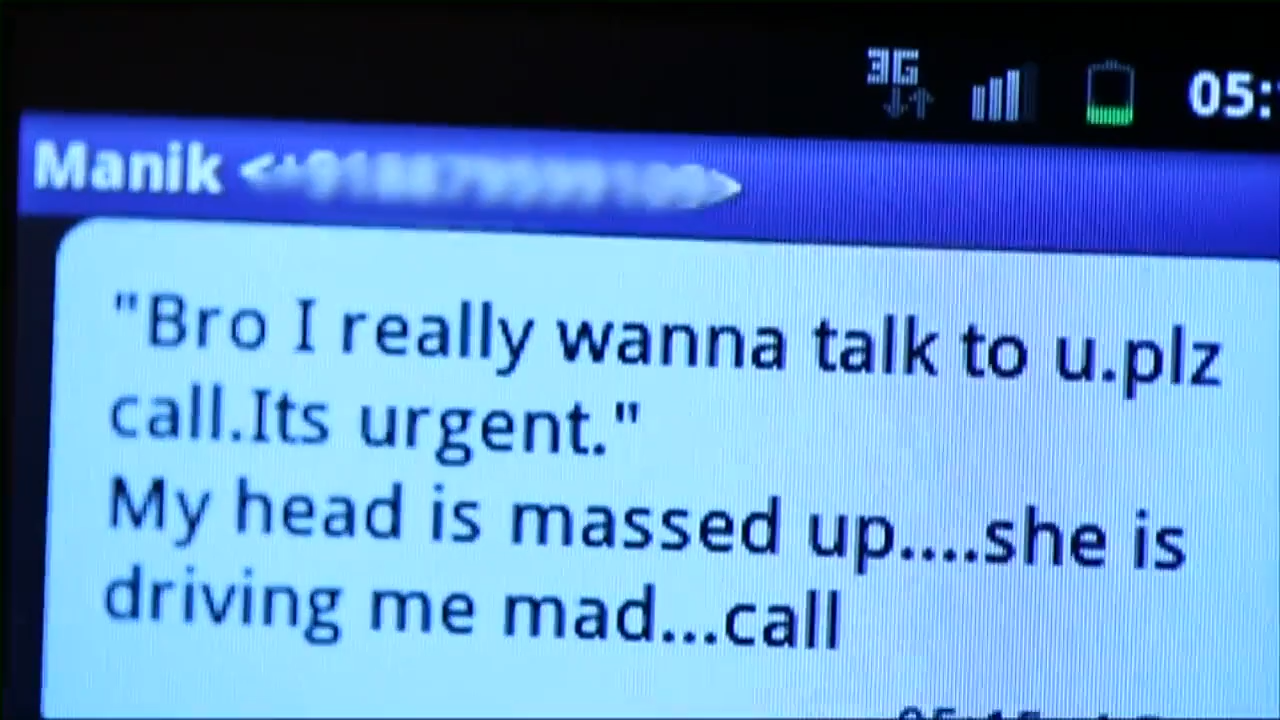 3G
05:
Manik
"Bro I really wanna talk to u.plz
call.Its urgent."
My head is massed up....she is
driving me mad...call